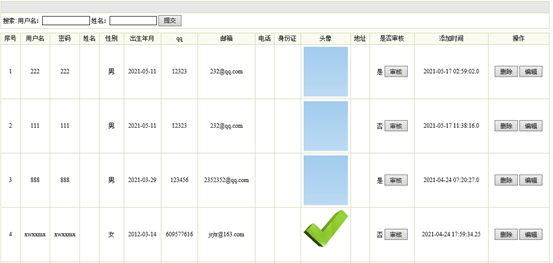 搜索: 用户名: 姓名: 提交
序号 用户名 密码 姓名 性别 出生年月 qq 邮箱 电话 身份证 头像 地址 是否审核 添加时间 操作
1 222 222 男 2021-05-11 12323 232@qq.com 是 审核 2021-05-17 02:59:02.0 删除 编辑
2 111 111 男 2021-05-11 12323 232@qq.com 否 审核 2021-05-17 11:38:16.0 删除 编辑
3 888 888 男 2021-03-29 123456 2352352@qq.com 是 审核 2021-04-24 07:20:27.0 删除 编辑
4 xwxxmx xwxxmx 女 2012-03-14 609577616 jrjtr@163.com 否 审核 2021-04-24 17:59:34.25 删除 编辑